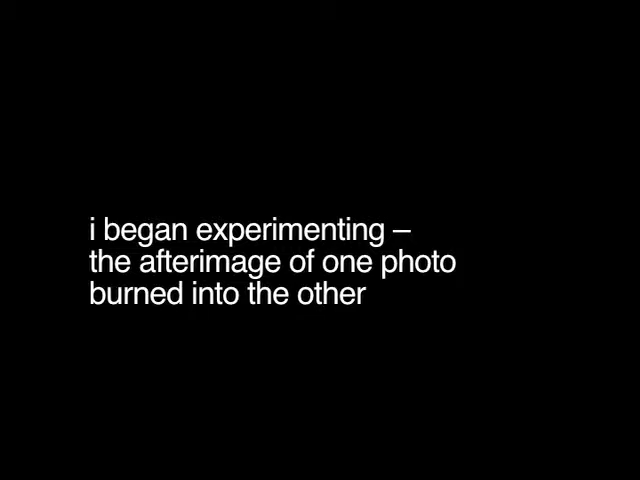 i began experimenting –
the afterimage of one photo
burned into the other